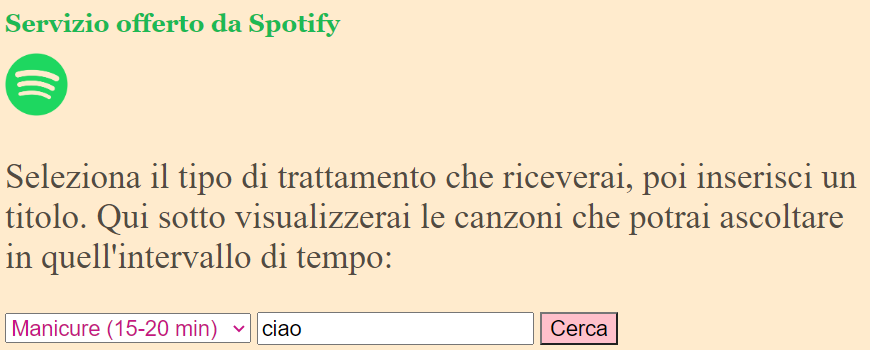 Servizio offerto da Spotify
Seleziona il tipo di trattamento che riceverai, poi inserisci un
titolo. Qui sotto visualizzerai le canzoni che potrai ascoltare
in quell'intervallo di tempo:
Manicure (15-20 min) ciao Cerca